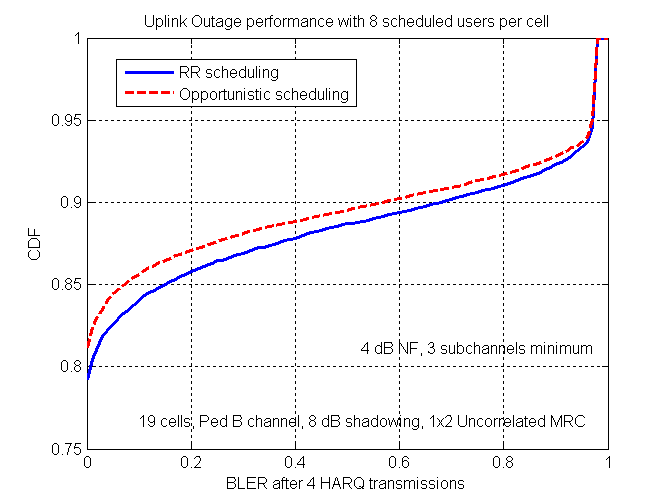 Uplink Outage performance with 8 scheduled users per cell
1
RR scheduling
Opportunistic scheduling
0.95
0.9
CDF
0.85
4 dB NF, 3 subchannels minimum
0.8
19 cells, Ped B channel, 8 dB shadowing, 1x2 Uncorrelated MRC
0.75
0 0.2 0.4 0.6 0.8 1
BLER after 4 HARQ transmissions